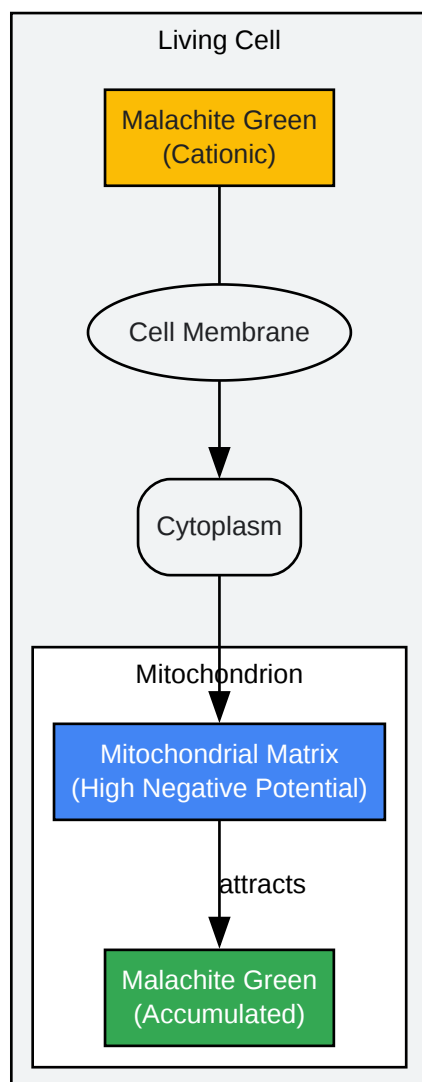 Living Cell
Malachite Green
(Cationic)
Cell Membrane
Cytoplasm
Mitochondrion
Mitochondrial Matrix
(High Negative Potential)
attracts
Malachite Green
(Accumulated)